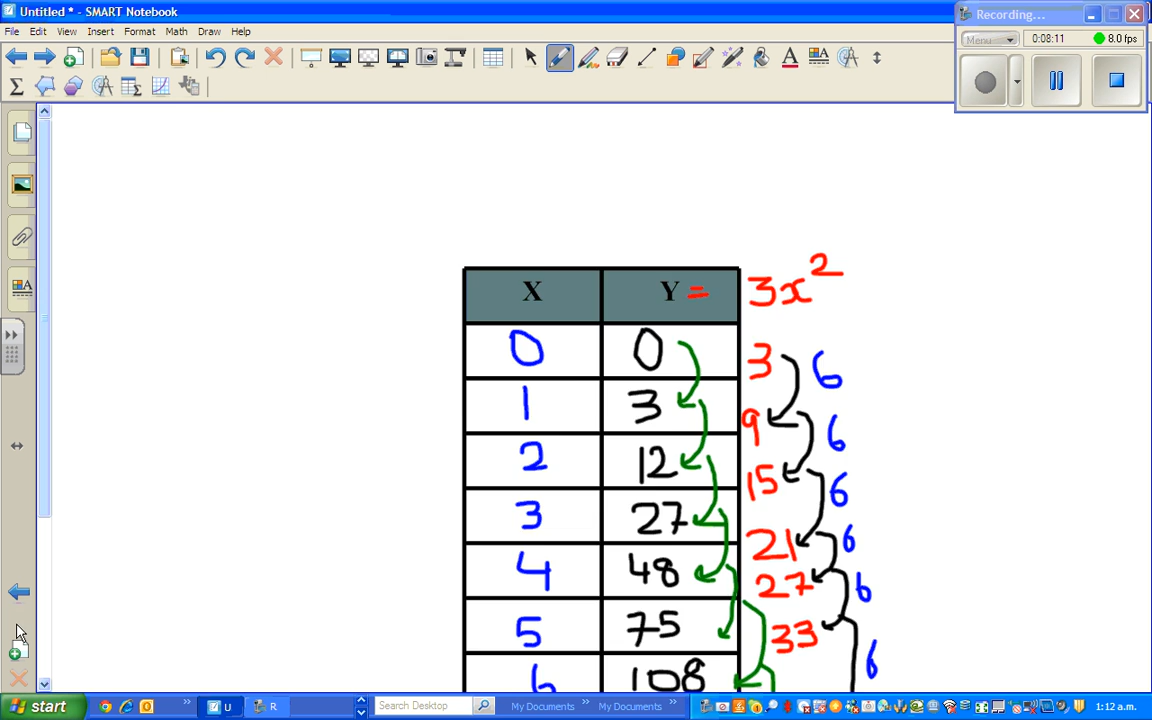 Untitled * - SMART Notebook
Recording...
File Edit View Insert Format Math Draw Help
Menu 0:08:11 8.0 fps
X Y = 3x²
0 0 3 6
1 3 9 6
2 12 15 6
3 27 21 6
4 48 27 6
5 75 33 6
6 108
start U R Search Desktop My Documents » My Documents » 1:12 a.m.